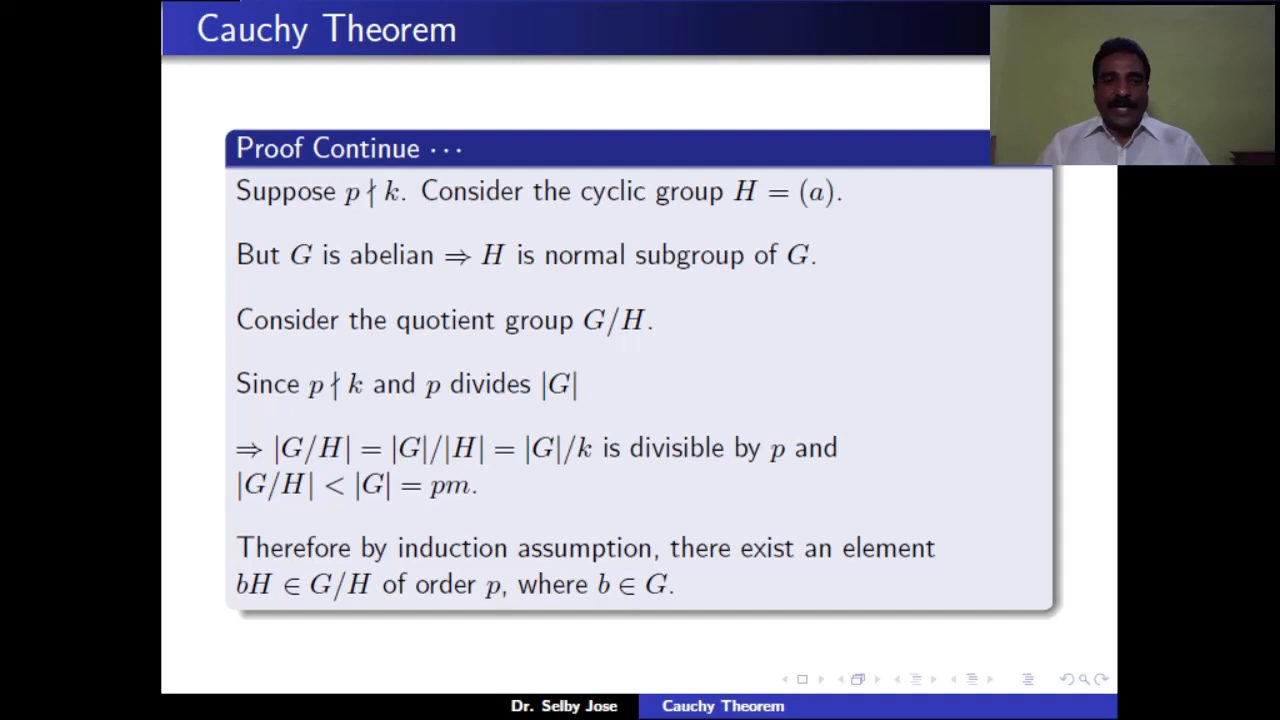 Cauchy Theorem
Proof Continue ···
Suppose p ∤ k. Consider the cyclic group H = (a).
But G is abelian ⇒ H is normal subgroup of G.
Consider the quotient group G/H.
Since p ∤ k and p divides |G|
⇒ |G/H| = |G|/|H| = |G|/k is divisible by p and
|G/H| < |G| = pm.
Therefore by induction assumption, there exist an element
bH ∈ G/H of order p, where b ∈ G.
Dr. Selby Jose
Cauchy Theorem